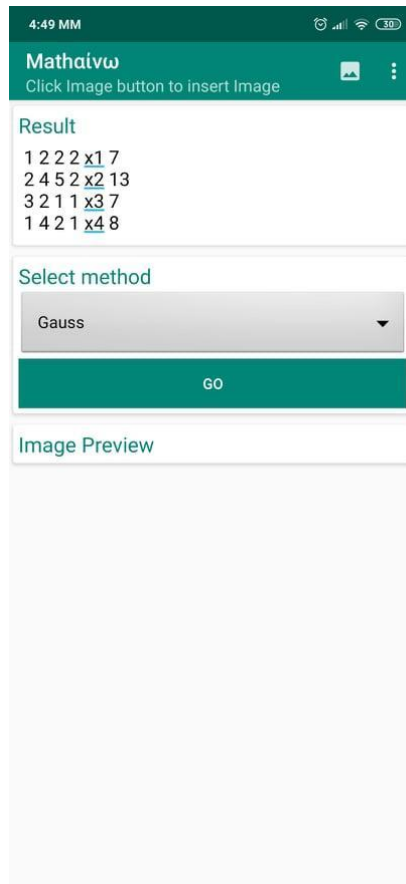 4:49 MM
30
Mathαίνω
Click Image button to insert Image
Result
1 2 2 2 x1 7
2 4 5 2 x2 13
3 2 1 1 x3 7
1 4 2 1 x4 8
Select method
Gauss
GO
Image Preview